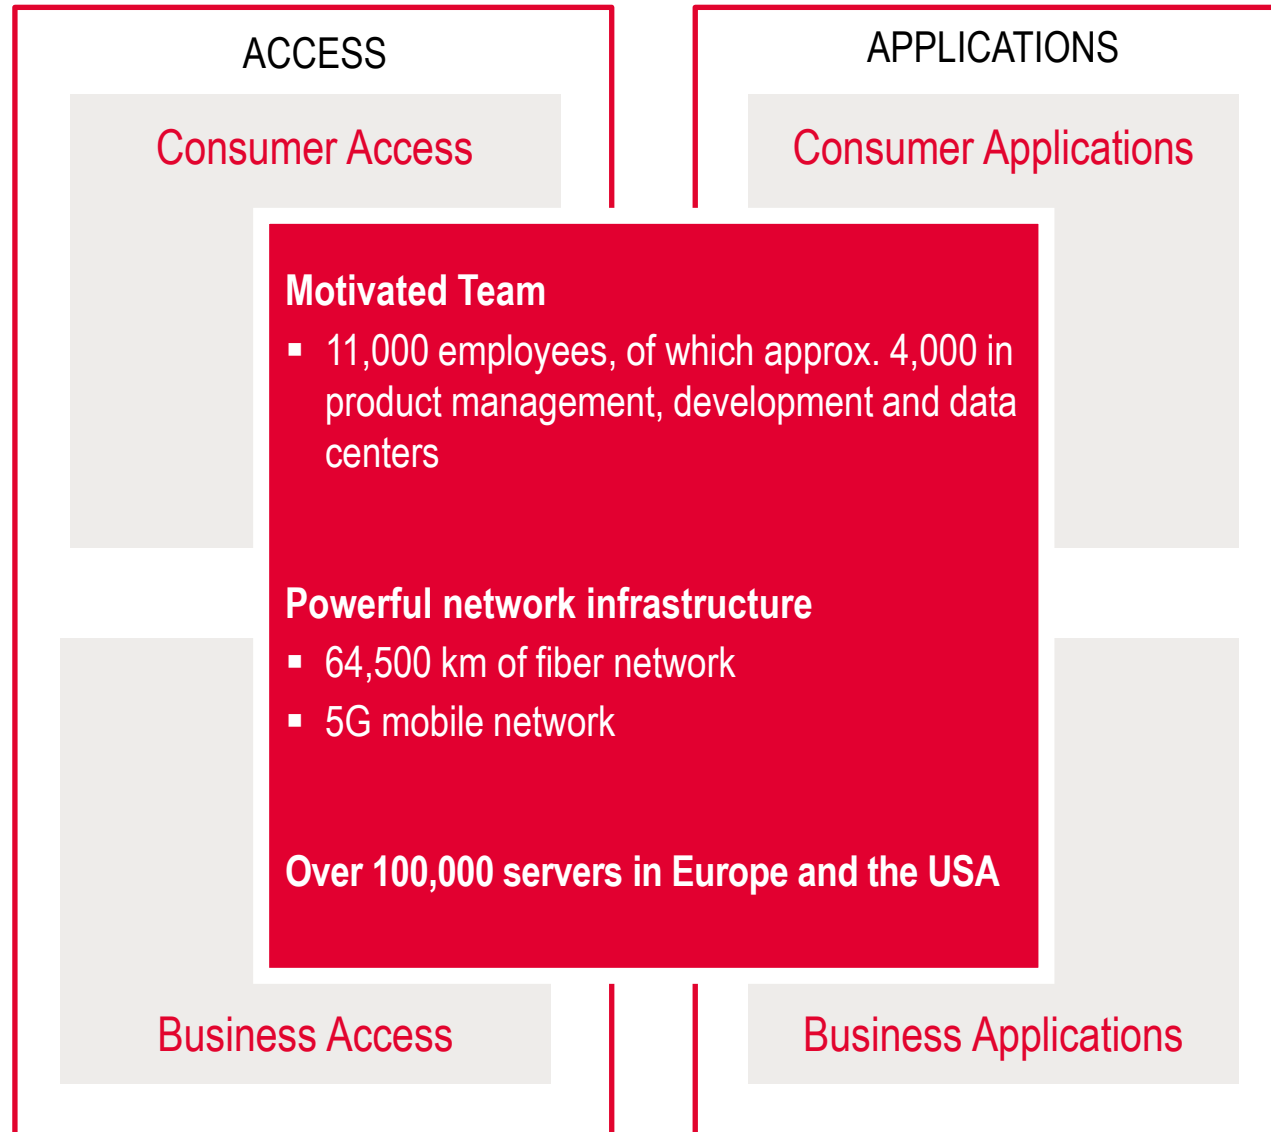 ACCESS
APPLICATIONS
Consumer Access
Consumer Applications
Motivated Team
▪ 11,000 employees, of which approx. 4,000 in
product management, development and data
centers
Powerful network infrastructure
▪ 64,500 km of fiber network
▪ 5G mobile network
Over 100,000 servers in Europe and the USA
Business Access
Business Applications